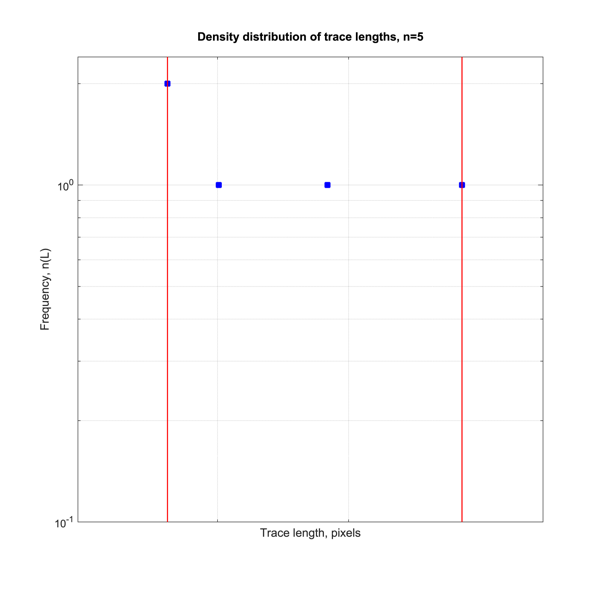 Density distribution of trace lengths, n=5
10^0
Frequency, n(L)
10^-1
Trace length, pixels